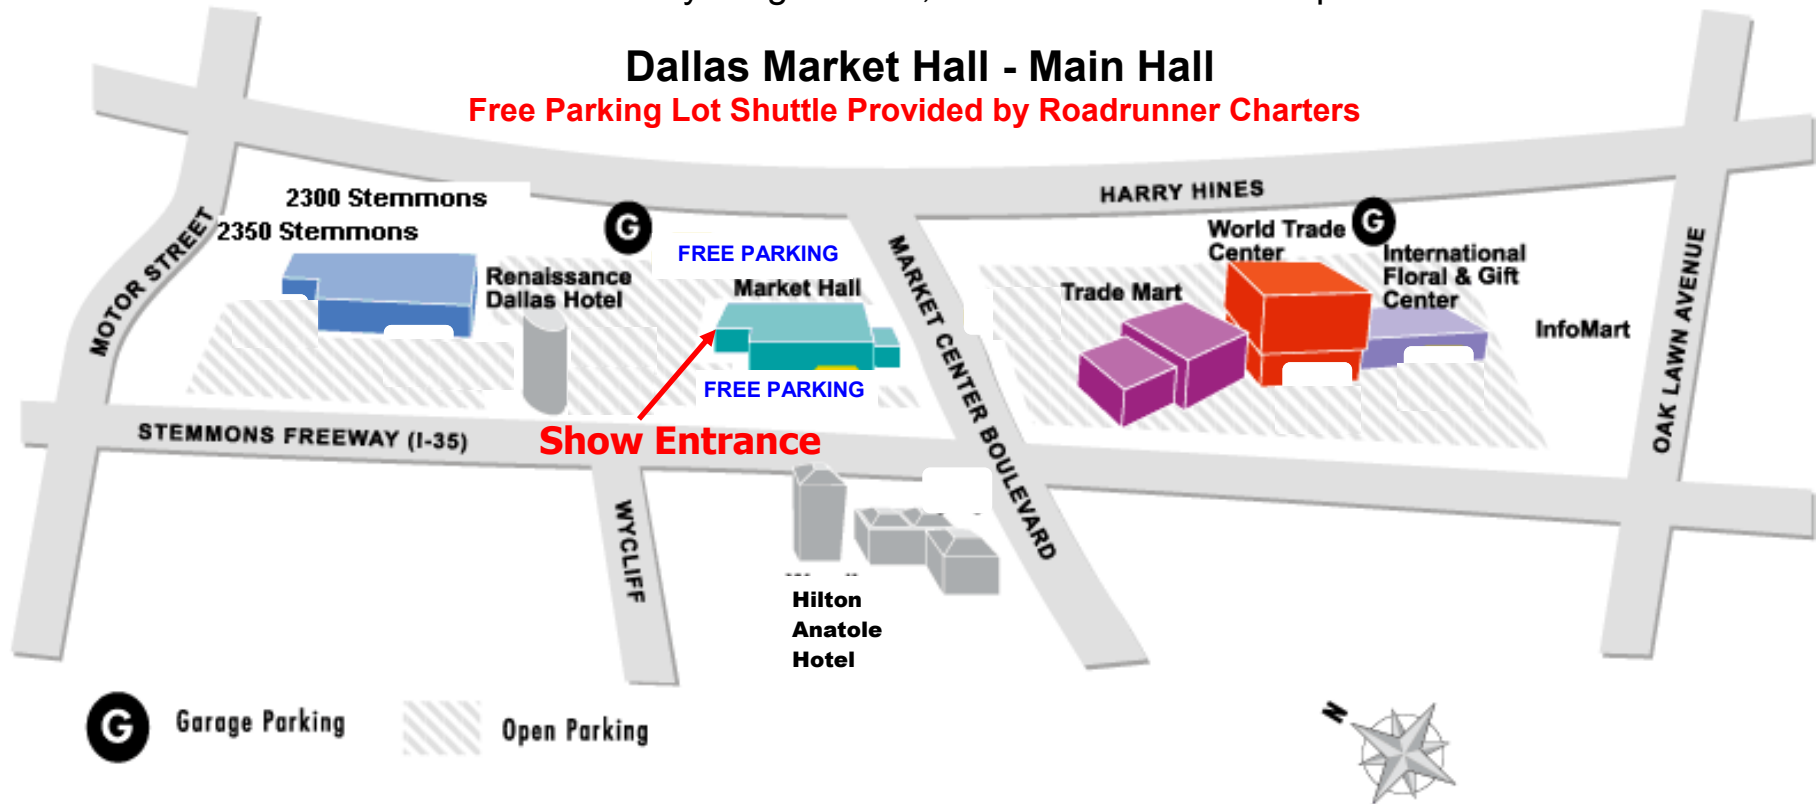 Dallas Market Hall - Main Hall
Free Parking Lot Shuttle Provided by Roadrunner Charters
HARRY HINES
2300 Stemmons
2350 Stemmons
MOTOR STREET
G
FREE PARKING
Renaissance
Dallas Hotel
Market Hall
MARKET CENTER BOULEVARD
World Trade
Center
G
International
Floral & Gift
Center
Trade Mart
InfoMart
OAK LAWN AVENUE
FREE PARKING
STEMMONS FREEWAY (I-35)
Show Entrance
WYCLIFF
Hilton
Anatole
Hotel
G Garage Parking
Open Parking
N